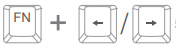 FN + ← / →